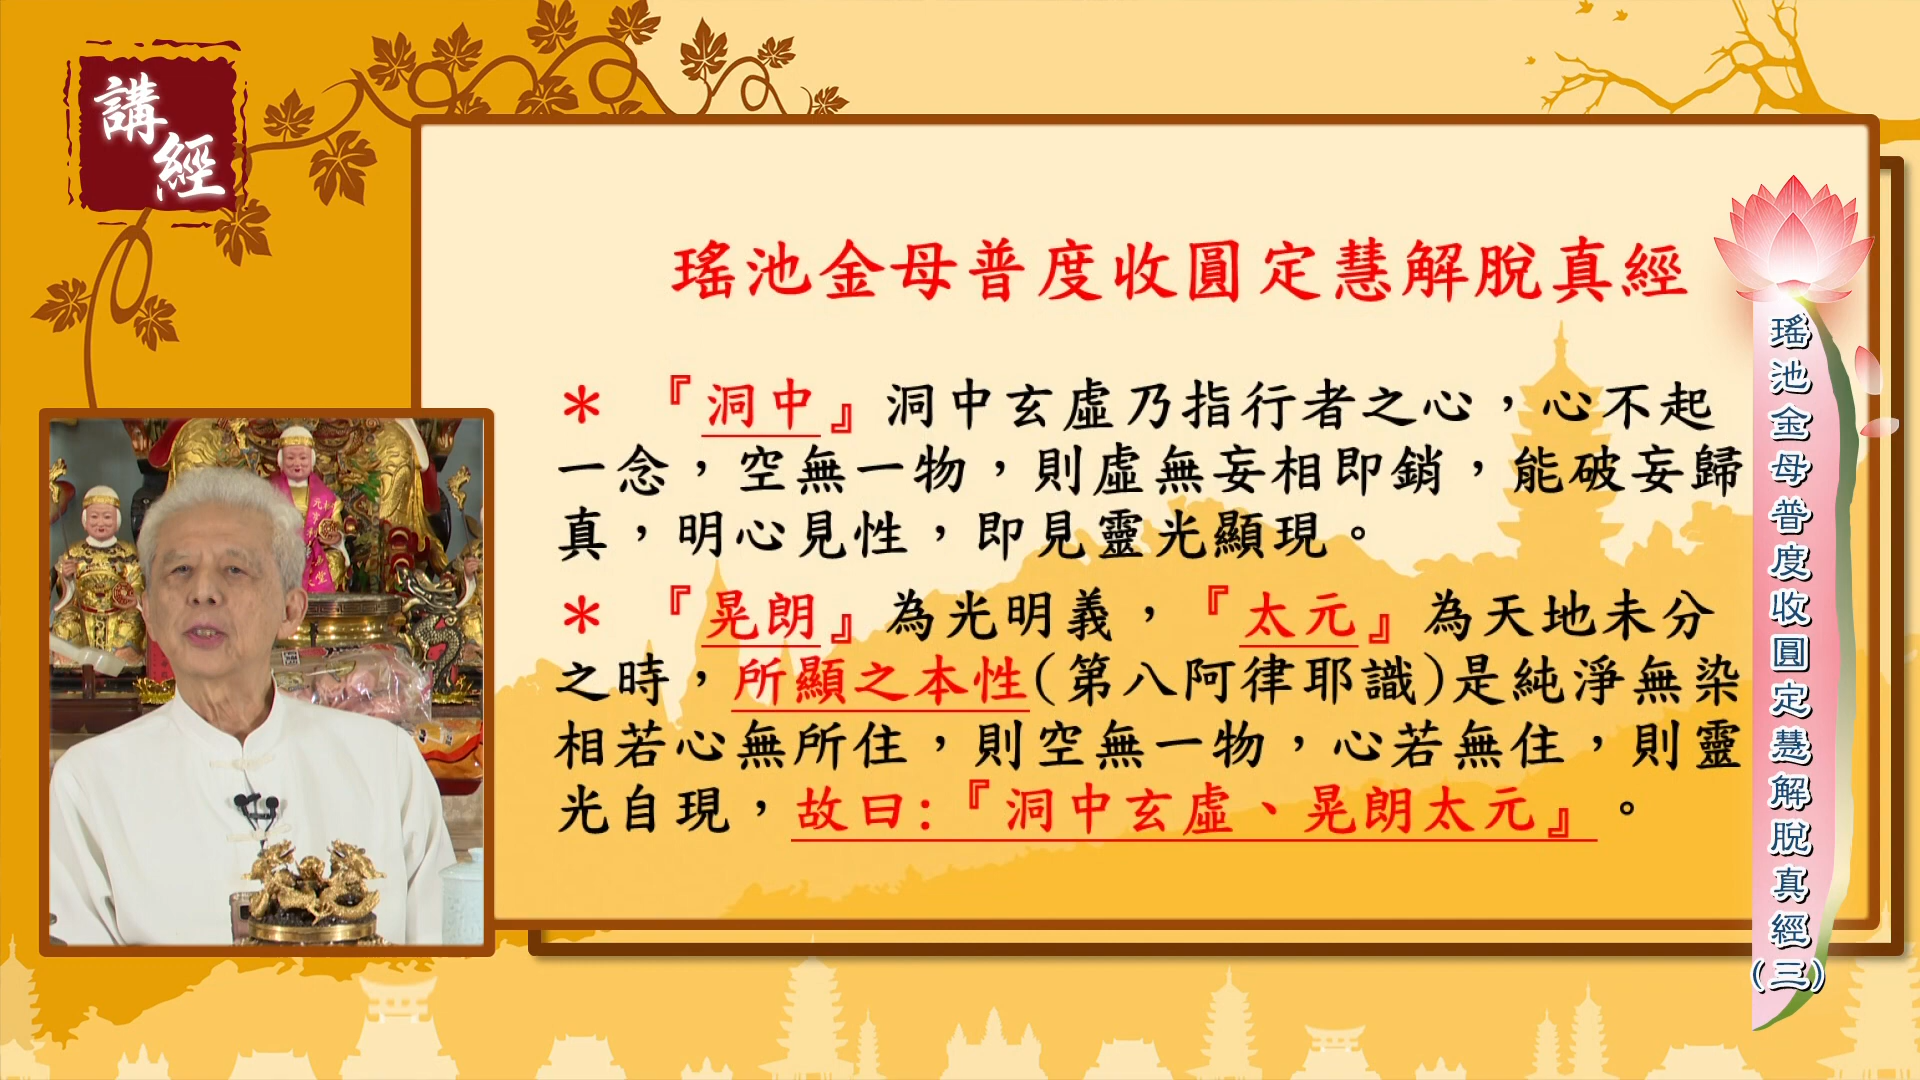 講經
瑤池金母普度收圓定慧解脫真經
＊『洞中』洞中玄虛乃指行者之心，心不起
一念，空無一物，則虛無妄相即銷，能破妄歸
真，明心見性，即見靈光顯現。
＊『晃朗』為光明義，『太元』為天地未分
之時，所顯之本性(第八阿律耶識)是純淨無染
相若心無所住，則空無一物，心若無住，則靈
光自現，故曰:『洞中玄虛、晃朗太元』。
瑤池金母普度收圓定慧解脫真經(三)